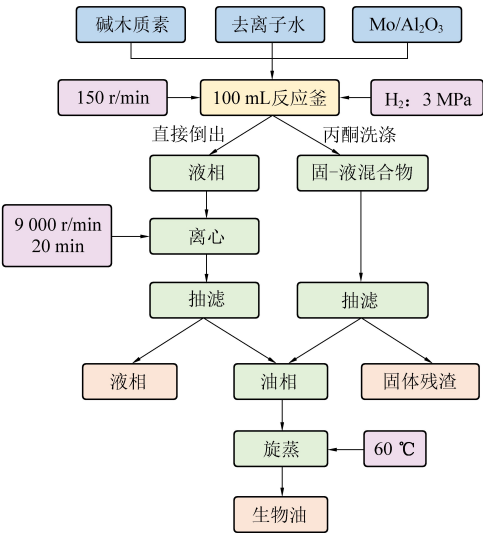 碱木质素
去离子水
Mo/Al₂O₃
150 r/min
100 mL反应釜
H₂：3 MPa
直接倒出
丙酮洗涤
液相
固-液混合物
9 000 r/min
20 min
离心
抽滤
抽滤
液相
油相
固体残渣
旋蒸
60 ℃
生物油